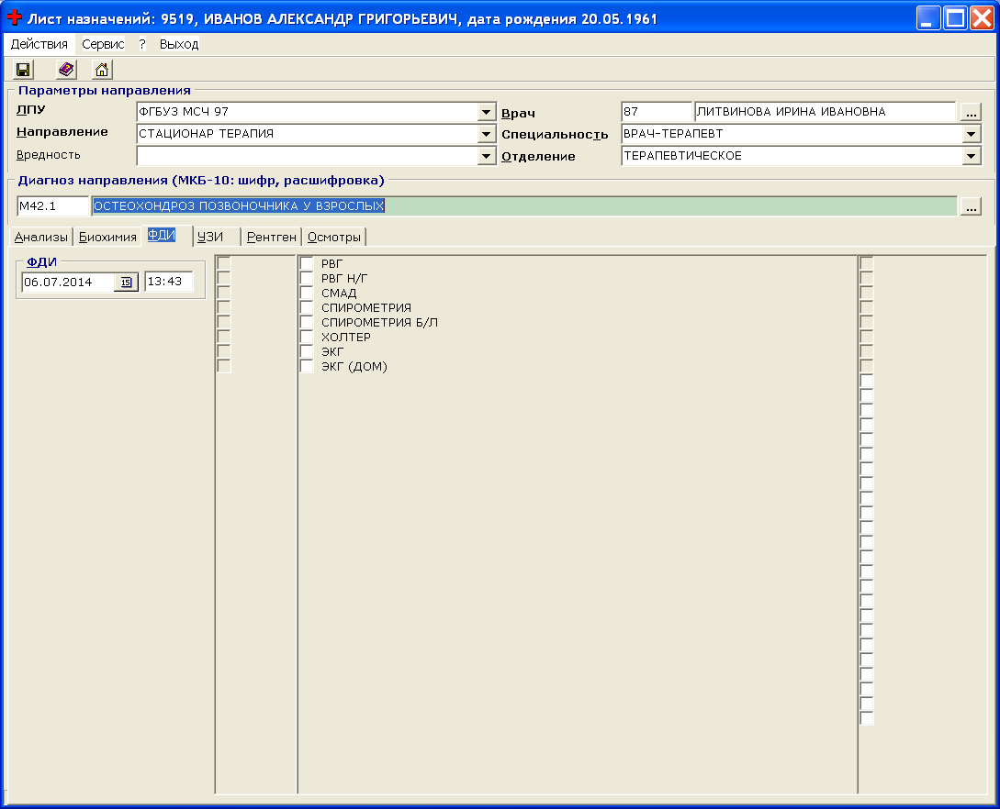 Лист назначений: 9519, ИВАНОВ АЛЕКСАНДР ГРИГОРЬЕВИЧ, дата рождения 20.05.1961
Действия Сервис ? Выход
Параметры направления
ЛПУ ФГБУЗ МСЧ 97 Врач 87 ЛИТВИНОВА ИРИНА ИВАНОВНА ...
Направление СТАЦИОНАР ТЕРАПИЯ Специальность ВРАЧ-ТЕРАПЕВТ
Вредность Отделение ТЕРАПЕВТИЧЕСКОЕ
Диагноз направления (МКБ-10: шифр, расшифровка)
М42.1 ОСТЕОХОНДРОЗ ПОЗВОНОЧНИКА У ВЗРОСЛЫХ ...
Анализы Биохимия ФДИ УЗИ Рентген Осмотры
ФДИ
06.07.2014 15 13:43
РВГ
РВГ Н/Г
СМАД
СПИРОМЕТРИЯ
СПИРОМЕТРИЯ Б/Л
ХОЛТЕР
ЭКГ
ЭКГ (ДОМ)